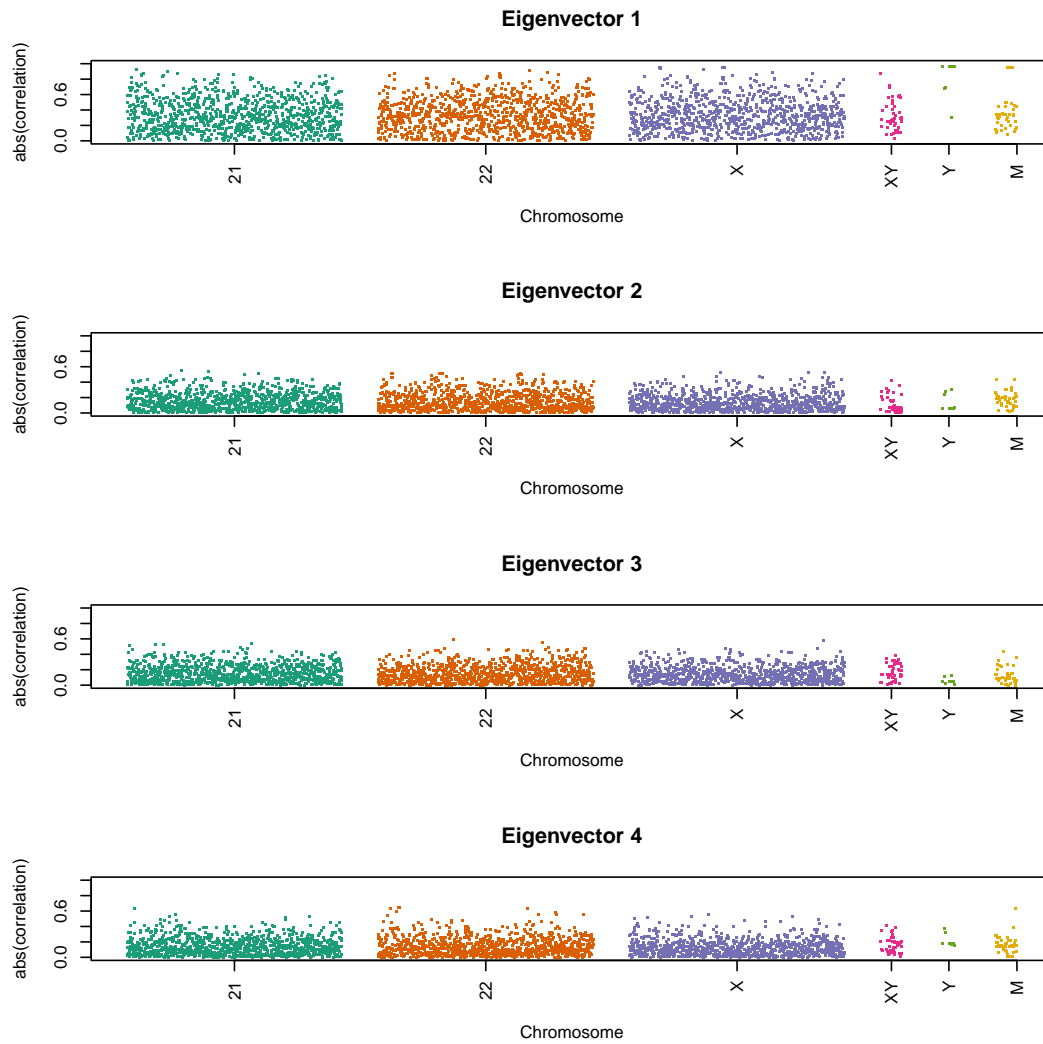 Eigenvector 1
abs(correlation)
0.6
0.0
21 22 X XY Y M
Chromosome
Eigenvector 2
abs(correlation)
0.6
0.0
21 22 X XY Y M
Chromosome
Eigenvector 3
abs(correlation)
0.6
0.0
21 22 X XY Y M
Chromosome
Eigenvector 4
abs(correlation)
0.6
0.0
21 22 X XY Y M
Chromosome